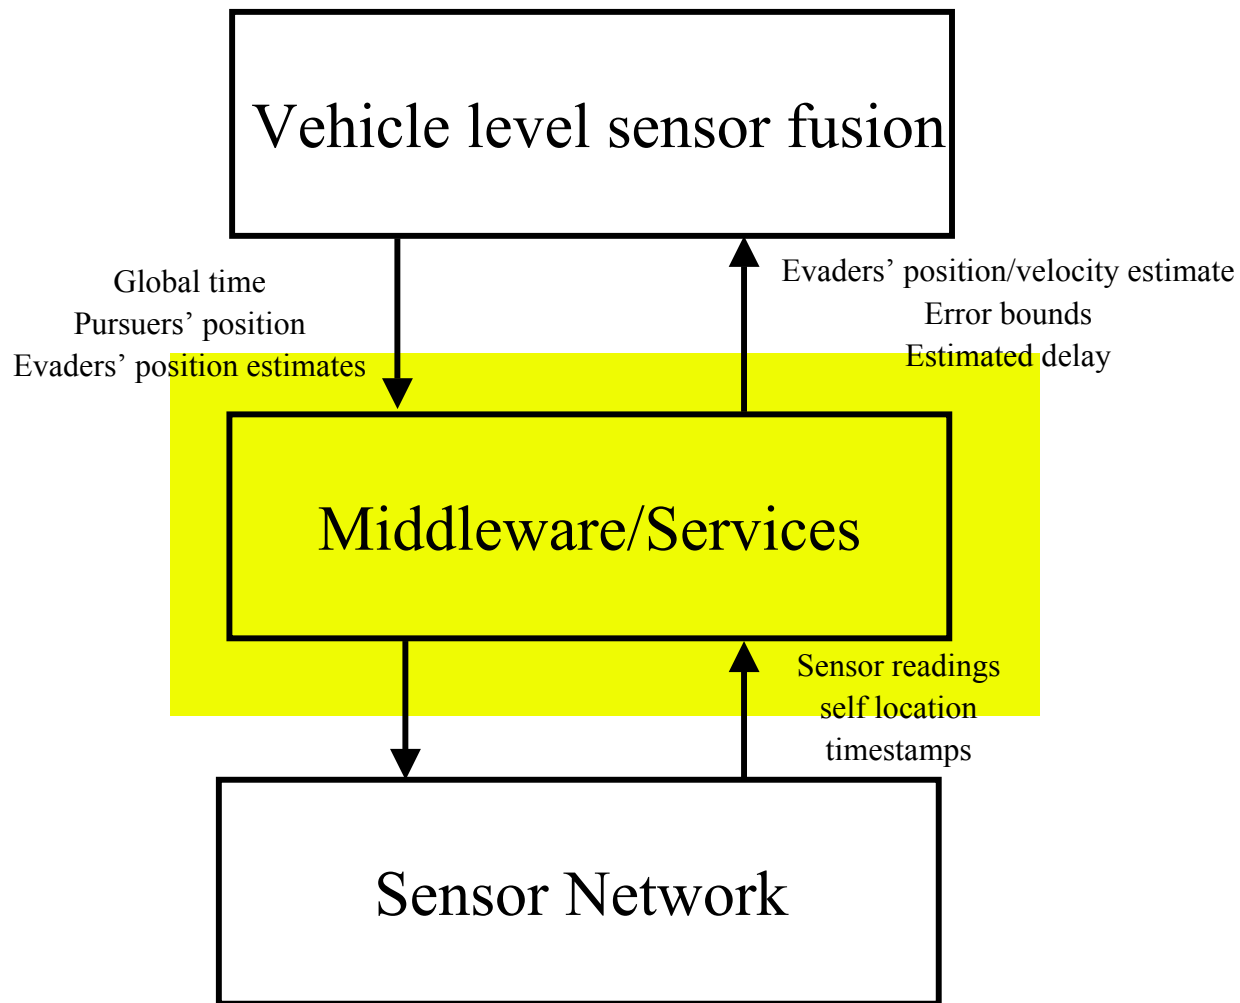 Vehicle level sensor fusion
Global time
Pursuers’ position
Evaders’ position estimates
Evaders’ position/velocity estimate
Error bounds
Estimated delay
Middleware/Services
Sensor readings
self location
timestamps
Sensor Network